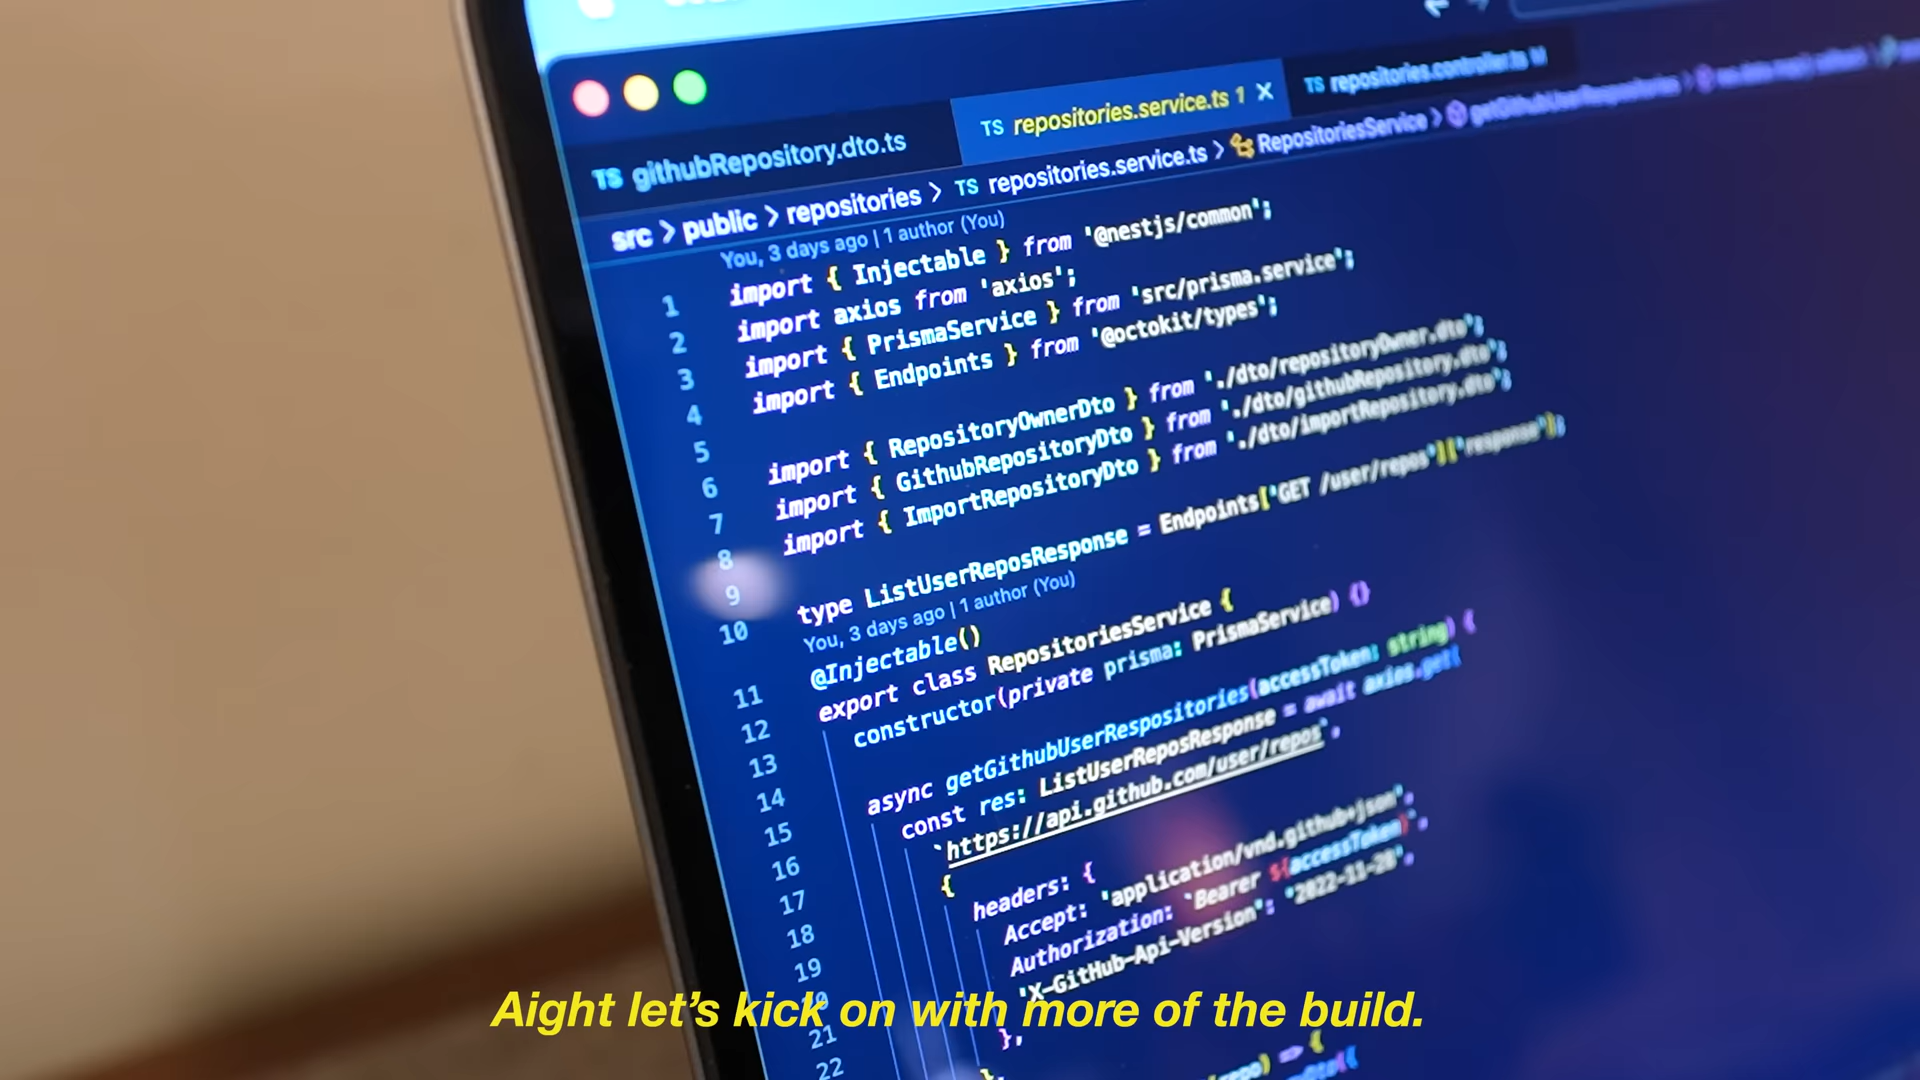 TS githubRepository.dto.ts
TS repositories.service.ts 1 ×
TS repositories.controller.ts M
src > public > repositories > TS repositories.service.ts > RepositoriesService > getGithubUserRespositories >
You, 3 days ago | 1 author (You)
1 import { Injectable } from '@nestjs/common';
2 import axios from 'axios';
3 import { PrismaService } from 'src/prisma.service';
4 import { Endpoints } from '@octokit/types';
5
6 import { RepositoryOwnerDto } from './dto/repositoryOwner.dto';
7 import { GithubRepositoryDto } from './dto/githubRepository.dto';
8 import { ImportRepositoryDto } from './dto/importRepository.dto';
9
10 type ListUserReposResponse = Endpoints['GET /user/repos']['response'];
You, 3 days ago | 1 author (You)
11 @Injectable()
12 export class RepositoriesService {
13 constructor(private prisma: PrismaService) {}
14
15 async getGithubUserRespositories(accessToken: string) {
16 const res: ListUserReposResponse = await axios.get(
17 `https://api.github.com/user/repos`,
18 {
19 headers: {
20 Accept: 'application/vnd.github+json',
21 Authorization: `Bearer ${accessToken}`,
22 'X-GitHub-Api-Version': '2022-11-28',
},
},
repo) => {
Aight let's kick on with more of the build.